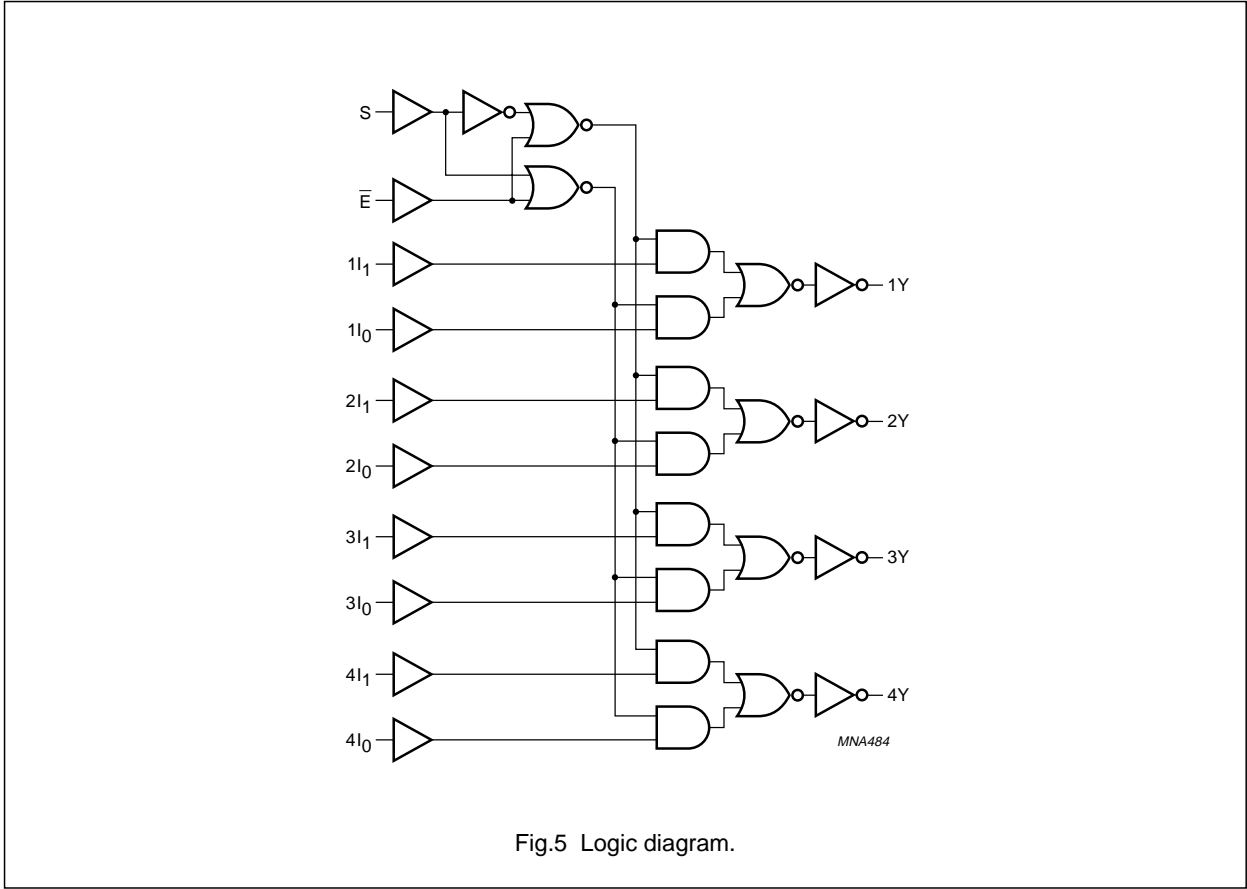 S
E̅
1I₁
1I₀
1Y
2I₁
2I₀
2Y
3I₁
3I₀
3Y
4I₁
4I₀
4Y
MNA484
Fig.5 Logic diagram.